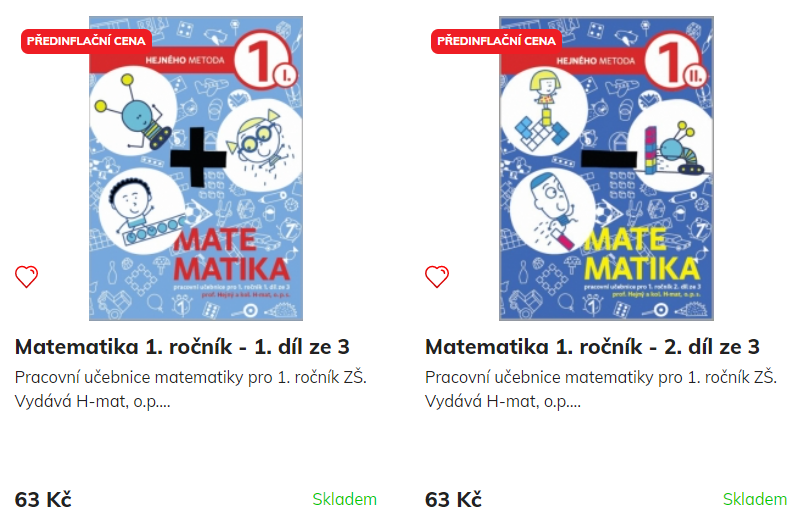 PŘEDINFLAČNÍ CENA
HEJNÉHO METODA
1
I.
MATE
MATIKA
pracovní učebnice pro 1. ročník 1. díl ze 3
prof. Hejný a kol. H-mat, o.p.s.
Matematika 1. ročník - 1. díl ze 3
Pracovní učebnice matematiky pro 1. ročník ZŠ.
Vydává H-mat, o.p....
63 Kč
Skladem
PŘEDINFLAČNÍ CENA
HEJNÉHO METODA
1
II.
MATE
MATIKA
pracovní učebnice pro 1. ročník 2. díl ze 3
prof. Hejný a kol. H-mat, o.p.s.
Matematika 1. ročník - 2. díl ze 3
Pracovní učebnice matematiky pro 1. ročník ZŠ.
Vydává H-mat, o.p....
63 Kč
Skladem